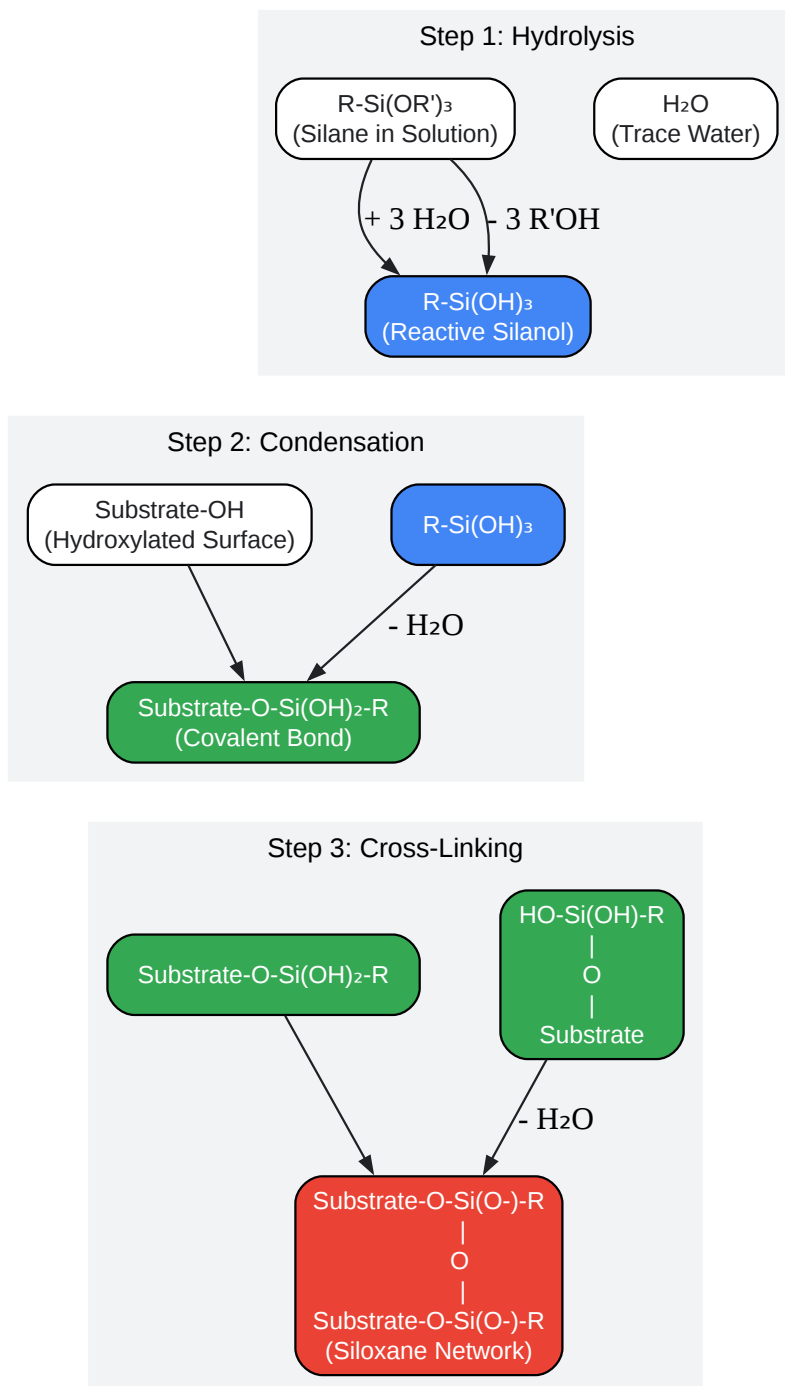 Step 1: Hydrolysis
R-Si(OR')₃
(Silane in Solution)
H₂O
(Trace Water)
+ 3 H₂O
- 3 R'OH
R-Si(OH)₃
(Reactive Silanol)
Step 2: Condensation
Substrate-OH
(Hydroxylated Surface)
R-Si(OH)₃
- H₂O
Substrate-O-Si(OH)₂-R
(Covalent Bond)
Step 3: Cross-Linking
Substrate-O-Si(OH)₂-R
HO-Si(OH)-R
|
O
|
Substrate
- H₂O
Substrate-O-Si(O-)-R
|
O
|
Substrate-O-Si(O-)-R
(Siloxane Network)